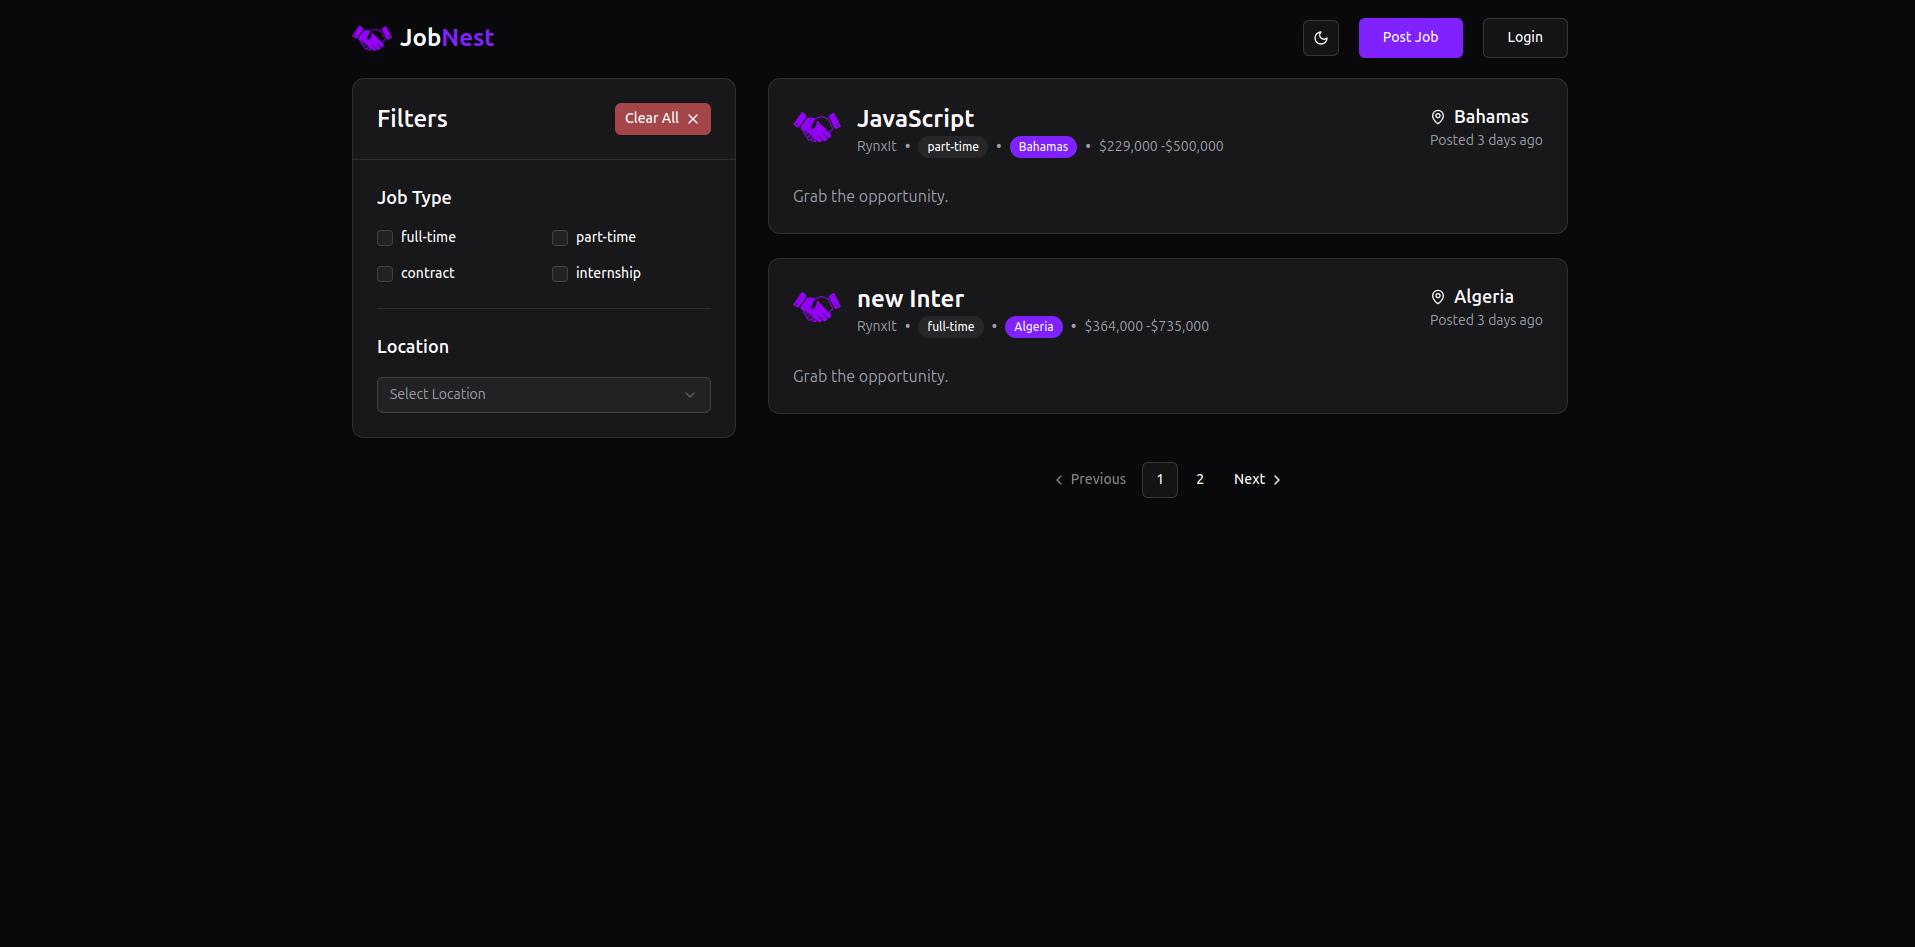 JobNest
Post Job
Login
Filters
Clear All
Job Type
full-time
part-time
contract
internship
Location
Select Location
JavaScript
RynxIt • part-time • Bahamas • $229,000 -$500,000
Bahamas
Posted 3 days ago
Grab the opportunity.
new Inter
RynxIt • full-time • Algeria • $364,000 -$735,000
Algeria
Posted 3 days ago
Grab the opportunity.
Previous 1 2 Next